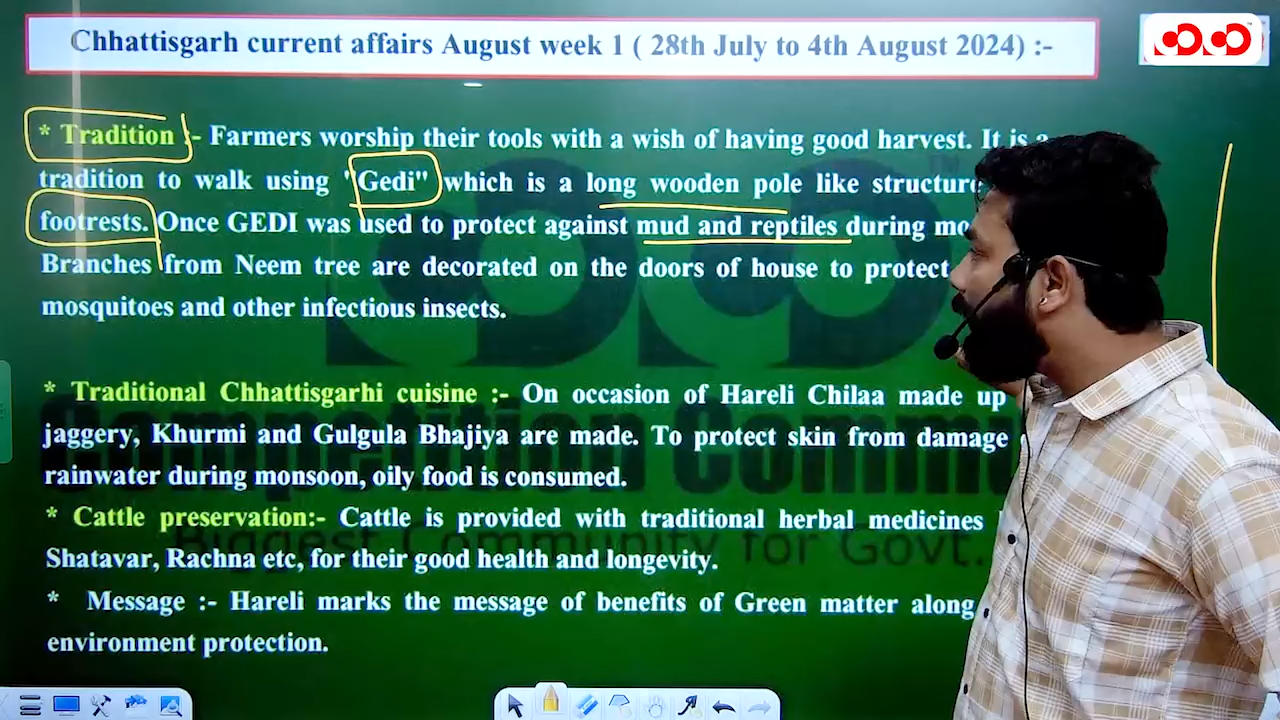 Chhattisgarh current affairs August week 1 ( 28th July to 4th August 2024) :-
* Tradition :- Farmers worship their tools with a wish of having good harvest. It is a
tradition to walk using "Gedi" which is a long wooden pole like structure
footrests. Once GEDI was used to protect against mud and reptiles during
Branches from Neem tree are decorated on the doors of house to protect
mosquitoes and other infectious insects.
* Traditional Chhattisgarhi cuisine :- On occasion of Hareli Chilaa made up
jaggery, Khurmi and Gulgula Bhajiya are made. To protect skin from damage
rainwater during monsoon, oily food is consumed.
* Cattle preservation:- Cattle is provided with traditional herbal medicines
Shatavar, Rachna etc, for their good health and longevity.
* Message :- Hareli marks the message of benefits of Green matter along
environment protection.
Competition Comm
Biggest Community for Govt.